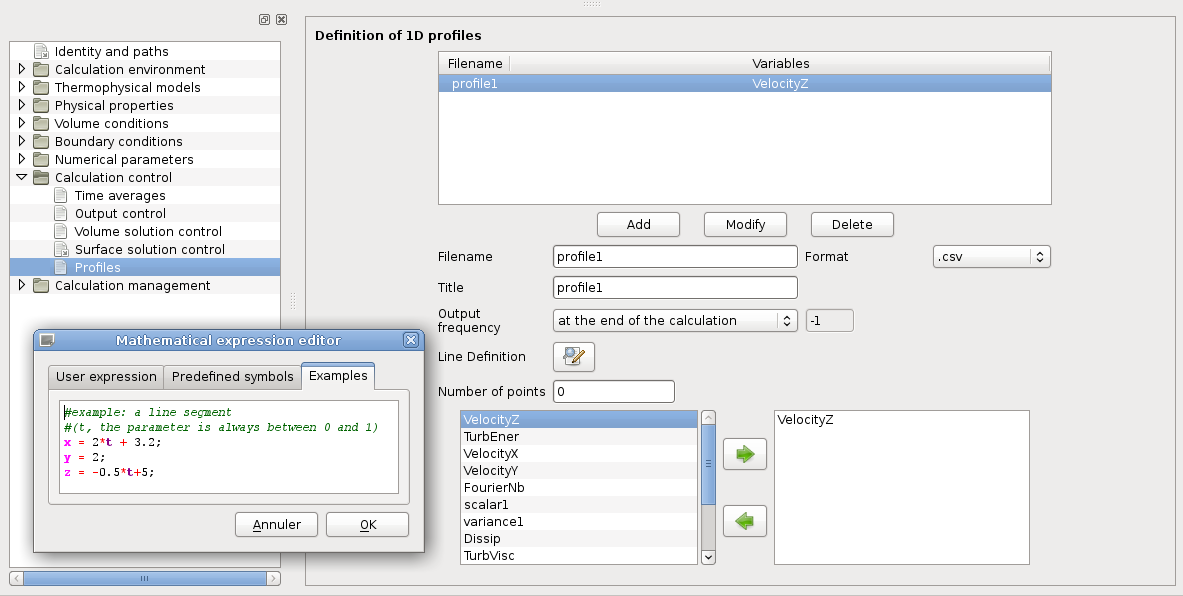 Identity and paths
Calculation environment
Thermophysical models
Physical properties
Volume conditions
Boundary conditions
Numerical parameters
Calculation control
Time averages
Output control
Volume solution control
Surface solution control
Profiles
Calculation management
Definition of 1D profiles
Filename Variables
profile1 VelocityZ
Add Modify Delete
Filename profile1 Format .csv
Title profile1
Output frequency at the end of the calculation -1
Line Definition
Number of points 0
VelocityZ
TurbEner
VelocityX
VelocityY
FourierNb
scalar1
variance1
Dissip
TurbVisc
VelocityZ
Mathematical expression editor
User expression Predefined symbols Examples
#example: a line segment
#(t, the parameter is always between 0 and 1)
x = 2*t + 3.2;
y = 2;
z = -0.5*t+5;
Annuler OK